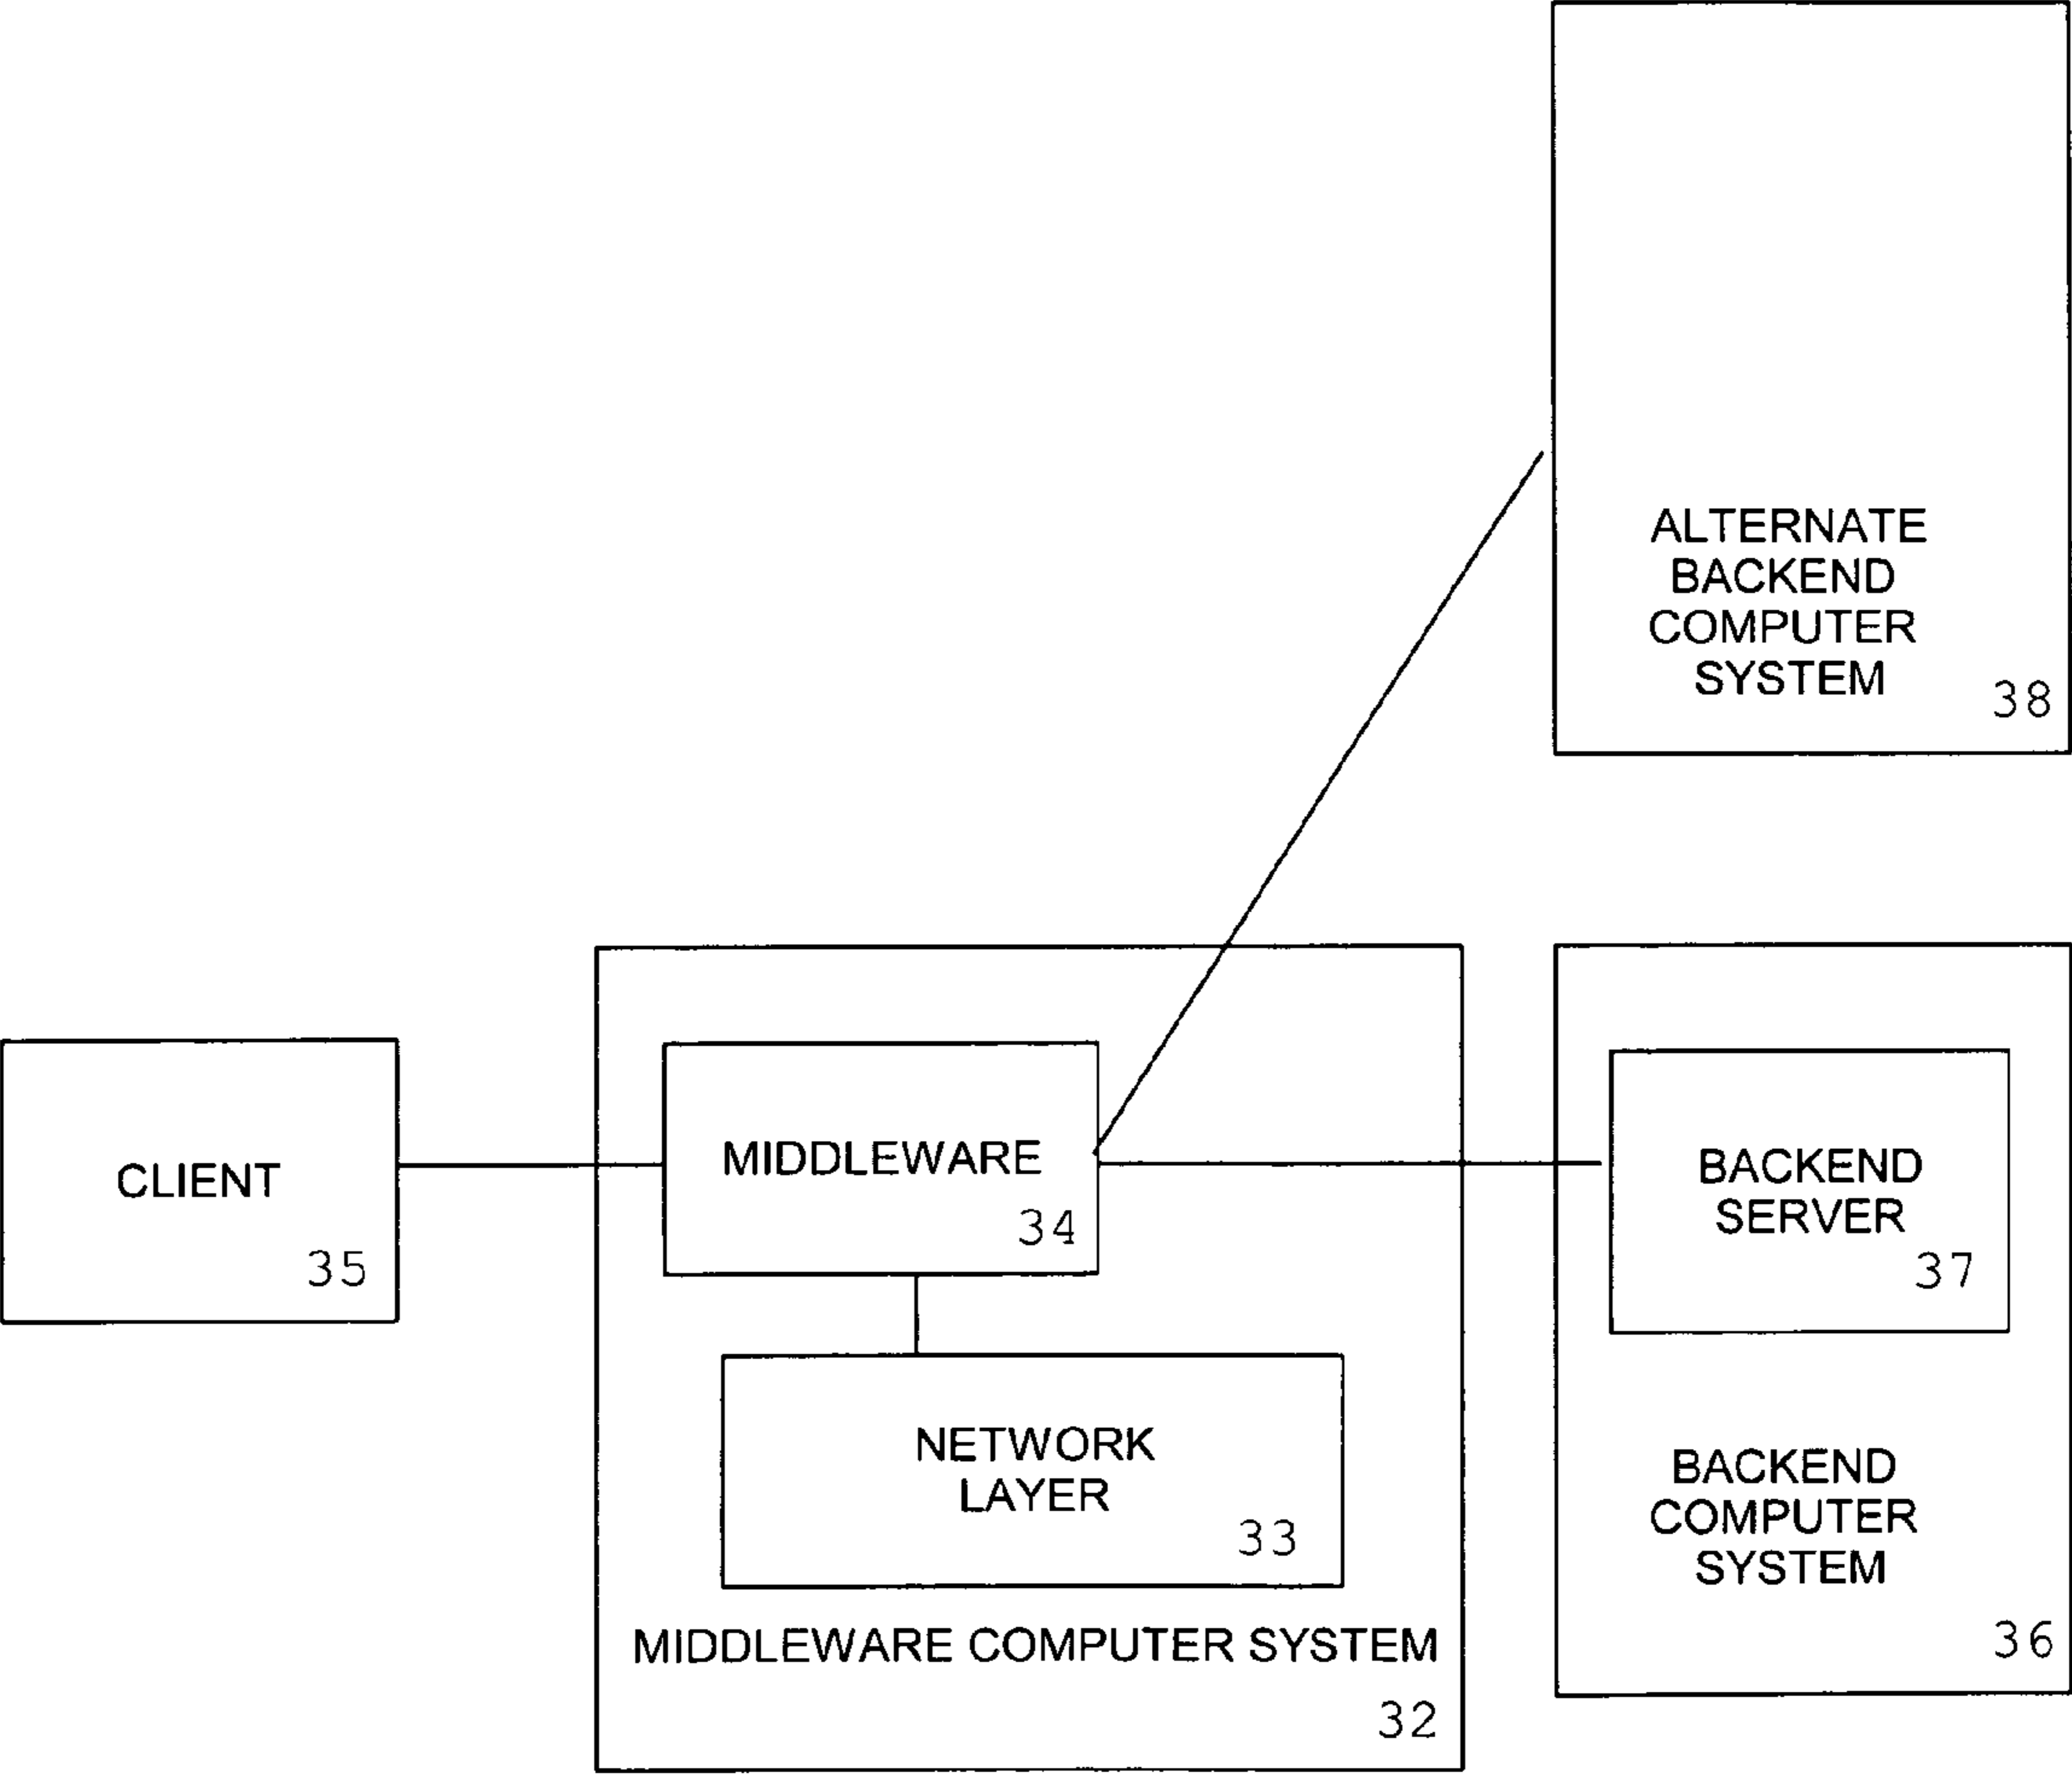 ALTERNATE
BACKEND
COMPUTER
SYSTEM
38
CLIENT
35
MIDDLEWARE
34
NETWORK
LAYER
33
MIDDLEWARE COMPUTER SYSTEM
32
BACKEND
SERVER
37
BACKEND
COMPUTER
SYSTEM
36